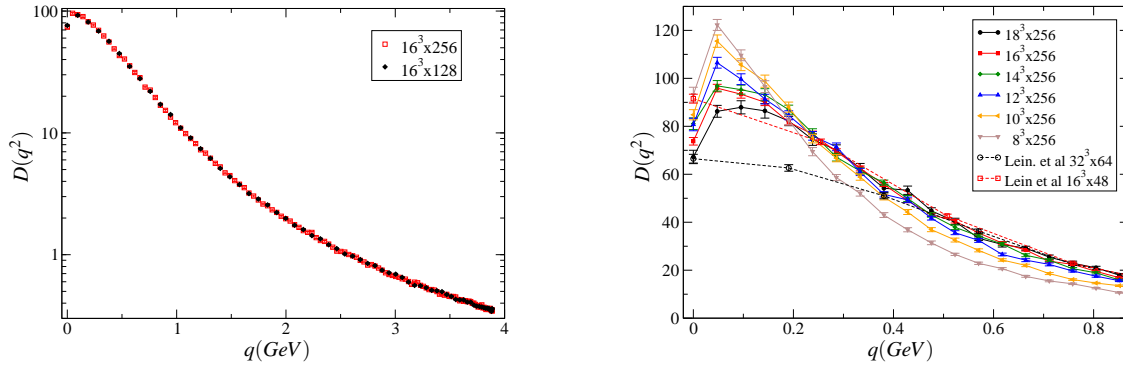 100
10
1
D(q²)
0 1 2 3 4
q(GeV)
16³x256
16³x128
120
100
80
60
40
20
0
D(q²)
0 0.2 0.4 0.6 0.8
q(GeV)
18³x256
16³x256
14³x256
12³x256
10³x256
8³x256
Lein. et al 32³x64
Lein et al 16³x48